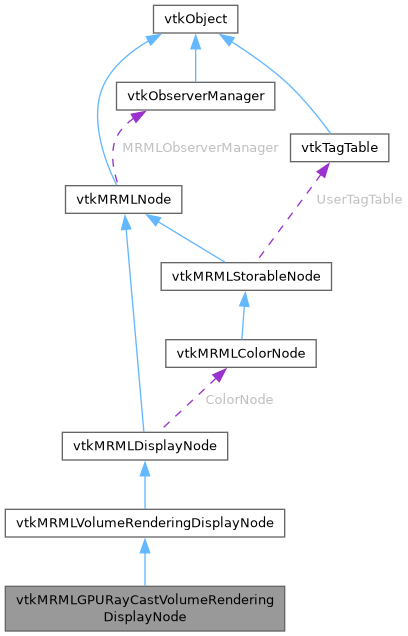 vtkObject
vtkObserverManager
MRMLObserverManager
vtkTagTable
vtkMRMLNode
UserTagTable
vtkMRMLStorableNode
vtkMRMLColorNode
ColorNode
vtkMRMLDisplayNode
vtkMRMLVolumeRenderingDisplayNode
vtkMRMLGPURayCastVolumeRendering
DisplayNode